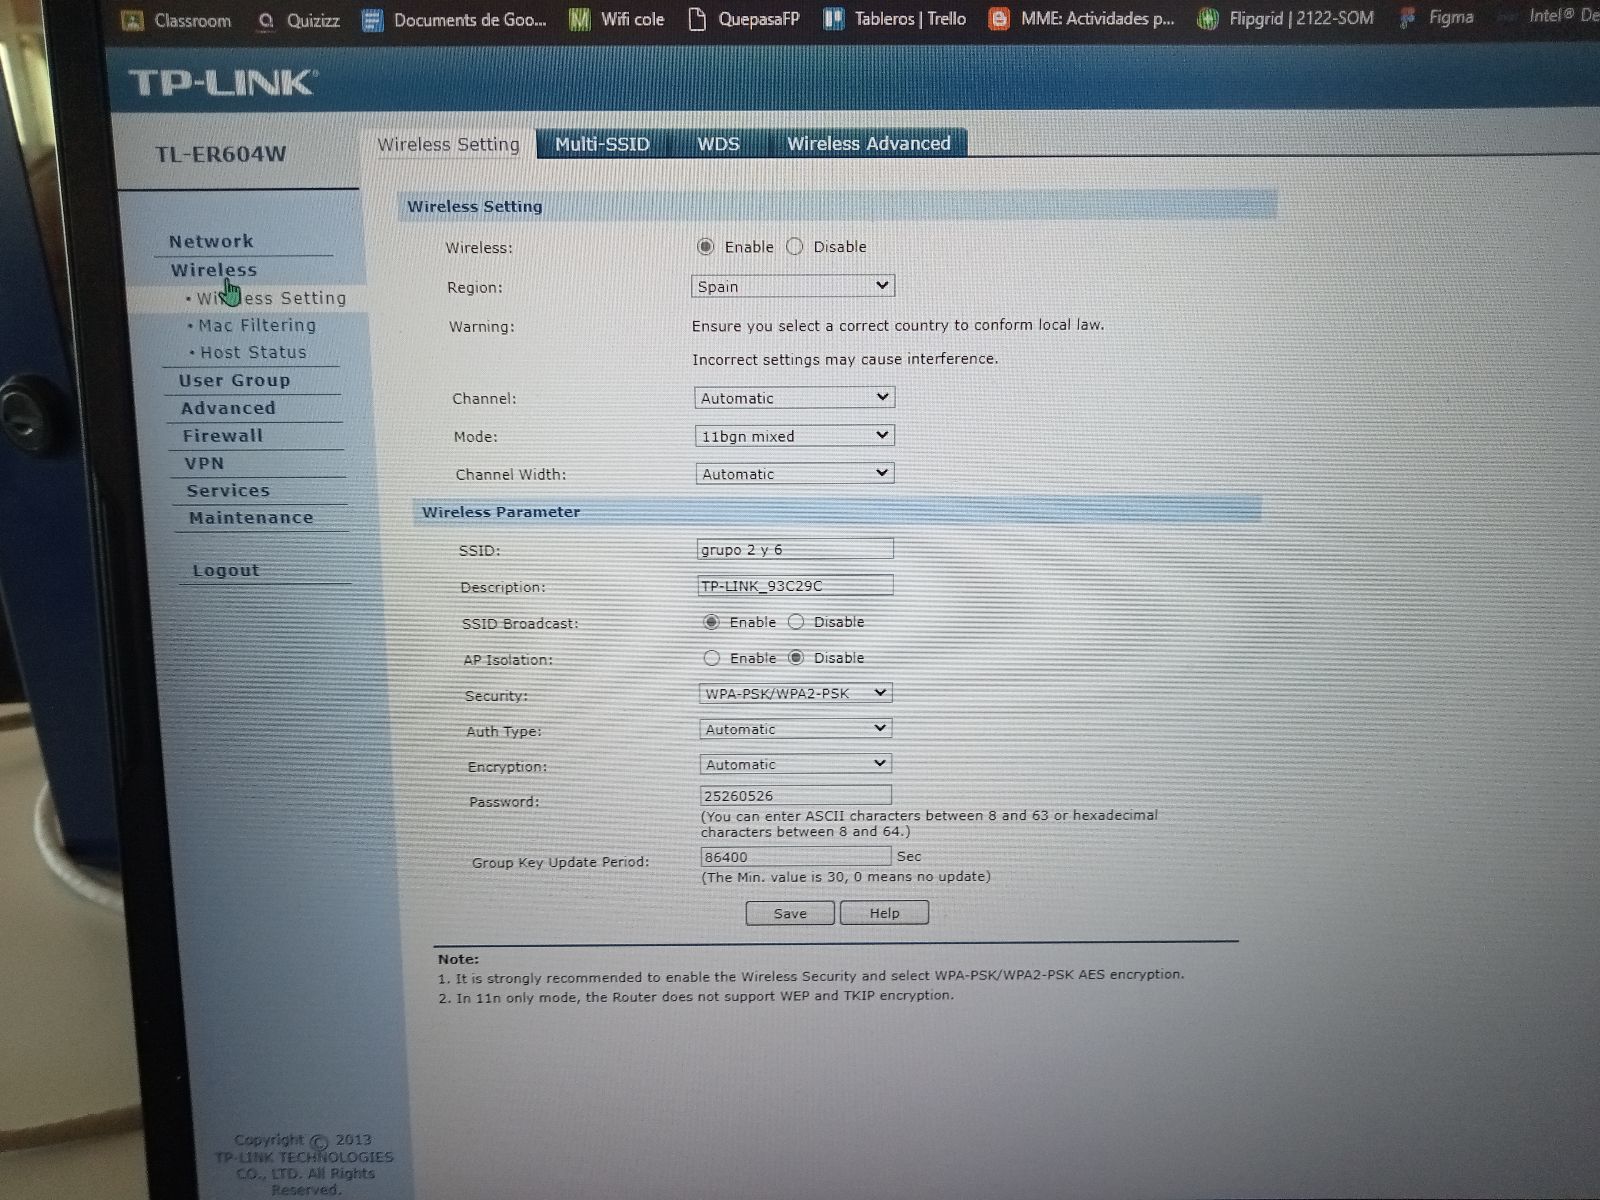 Classroom Quizizz Documents de Goo... Wifi cole QuepasaFP Tableros | Trello MME: Actividades p... Flipgrid | 2122-SOM Figma Intel® De
TP-LINK®
TL-ER604W
Wireless Setting Multi-SSID WDS Wireless Advanced
Network
Wireless
• Wireless Setting
• Mac Filtering
• Host Status
User Group
Advanced
Firewall
VPN
Services
Maintenance
Logout
Wireless Setting
Wireless: Enable Disable
Region: Spain
Warning: Ensure you select a correct country to conform local law.
Incorrect settings may cause interference.
Channel: Automatic
Mode: 11bgn mixed
Channel Width: Automatic
Wireless Parameter
SSID: grupo 2 y 6
Description: TP-LINK_93C29C
SSID Broadcast: Enable Disable
AP Isolation: Enable Disable
Security: WPA-PSK/WPA2-PSK
Auth Type: Automatic
Encryption: Automatic
Password: 25260526
(You can enter ASCII characters between 8 and 63 or hexadecimal
characters between 8 and 64.)
Group Key Update Period: 86400 Sec
(The Min. value is 30, 0 means no update)
Save Help
Note:
1. It is strongly recommended to enable the Wireless Security and select WPA-PSK/WPA2-PSK AES encryption.
2. In 11n only mode, the Router does not support WEP and TKIP encryption.
Copyright © 2013
TP-LINK TECHNOLOGIES
CO., LTD. All Rights
Reserved.